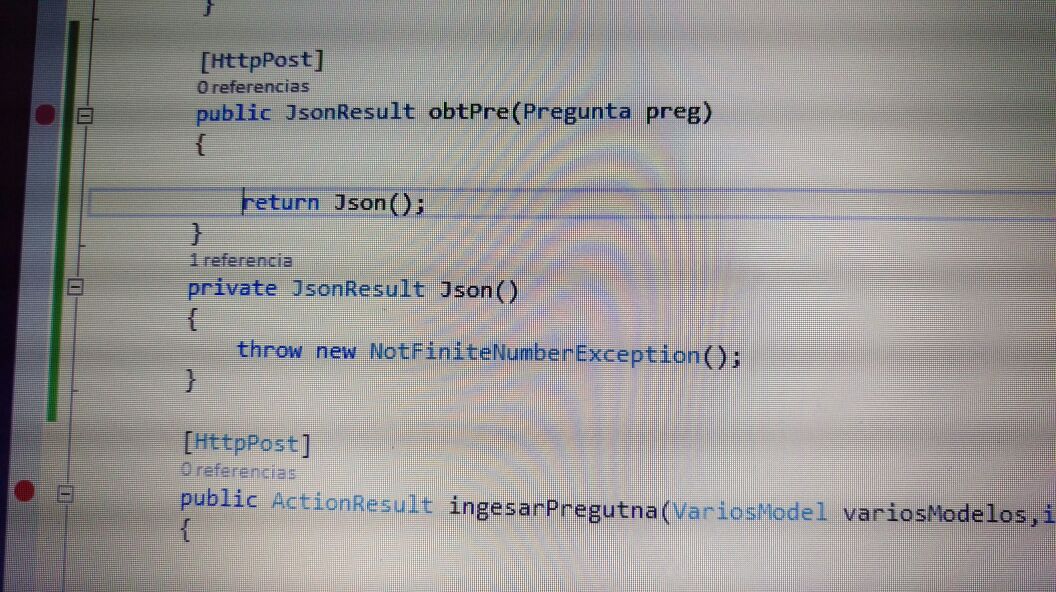 }
[HttpPost]
0 referencias
public JsonResult obtPre(Pregunta preg)
{
return Json();
}
1 referencia
private JsonResult Json()
{
throw new NotFiniteNumberException();
}
[HttpPost]
0 referencias
public ActionResult ingesarPregutna(VariosModel variosModelos,i
{